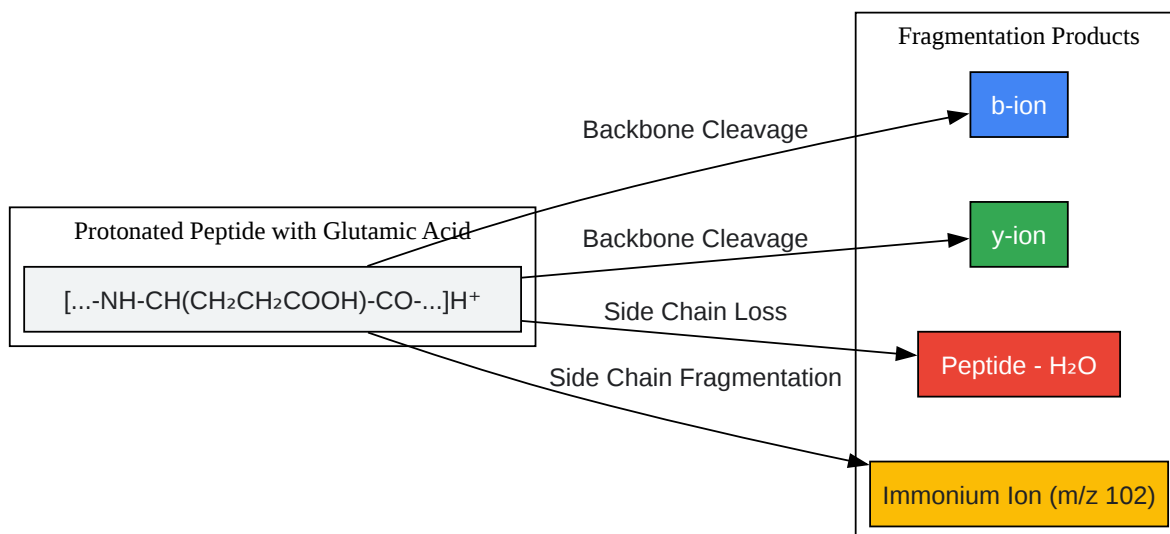 Fragmentation Products
b-ion
Backbone Cleavage
y-ion
Protonated Peptide with Glutamic Acid
Backbone Cleavage
[...-NH-CH(CH₂CH₂COOH)-CO-...]H⁺
Side Chain Loss
Peptide - H₂O
Side Chain Fragmentation
Immonium Ion (m/z 102)